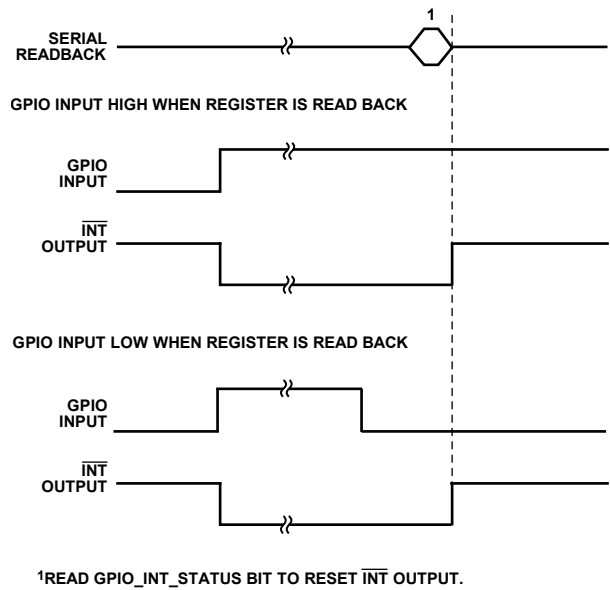 1
SERIAL
READBACK
GPIO INPUT HIGH WHEN REGISTER IS READ BACK
GPIO
INPUT
INT
OUTPUT
GPIO INPUT LOW WHEN REGISTER IS READ BACK
GPIO
INPUT
INT
OUTPUT
1READ GPIO_INT_STATUS BIT TO RESET INT OUTPUT.